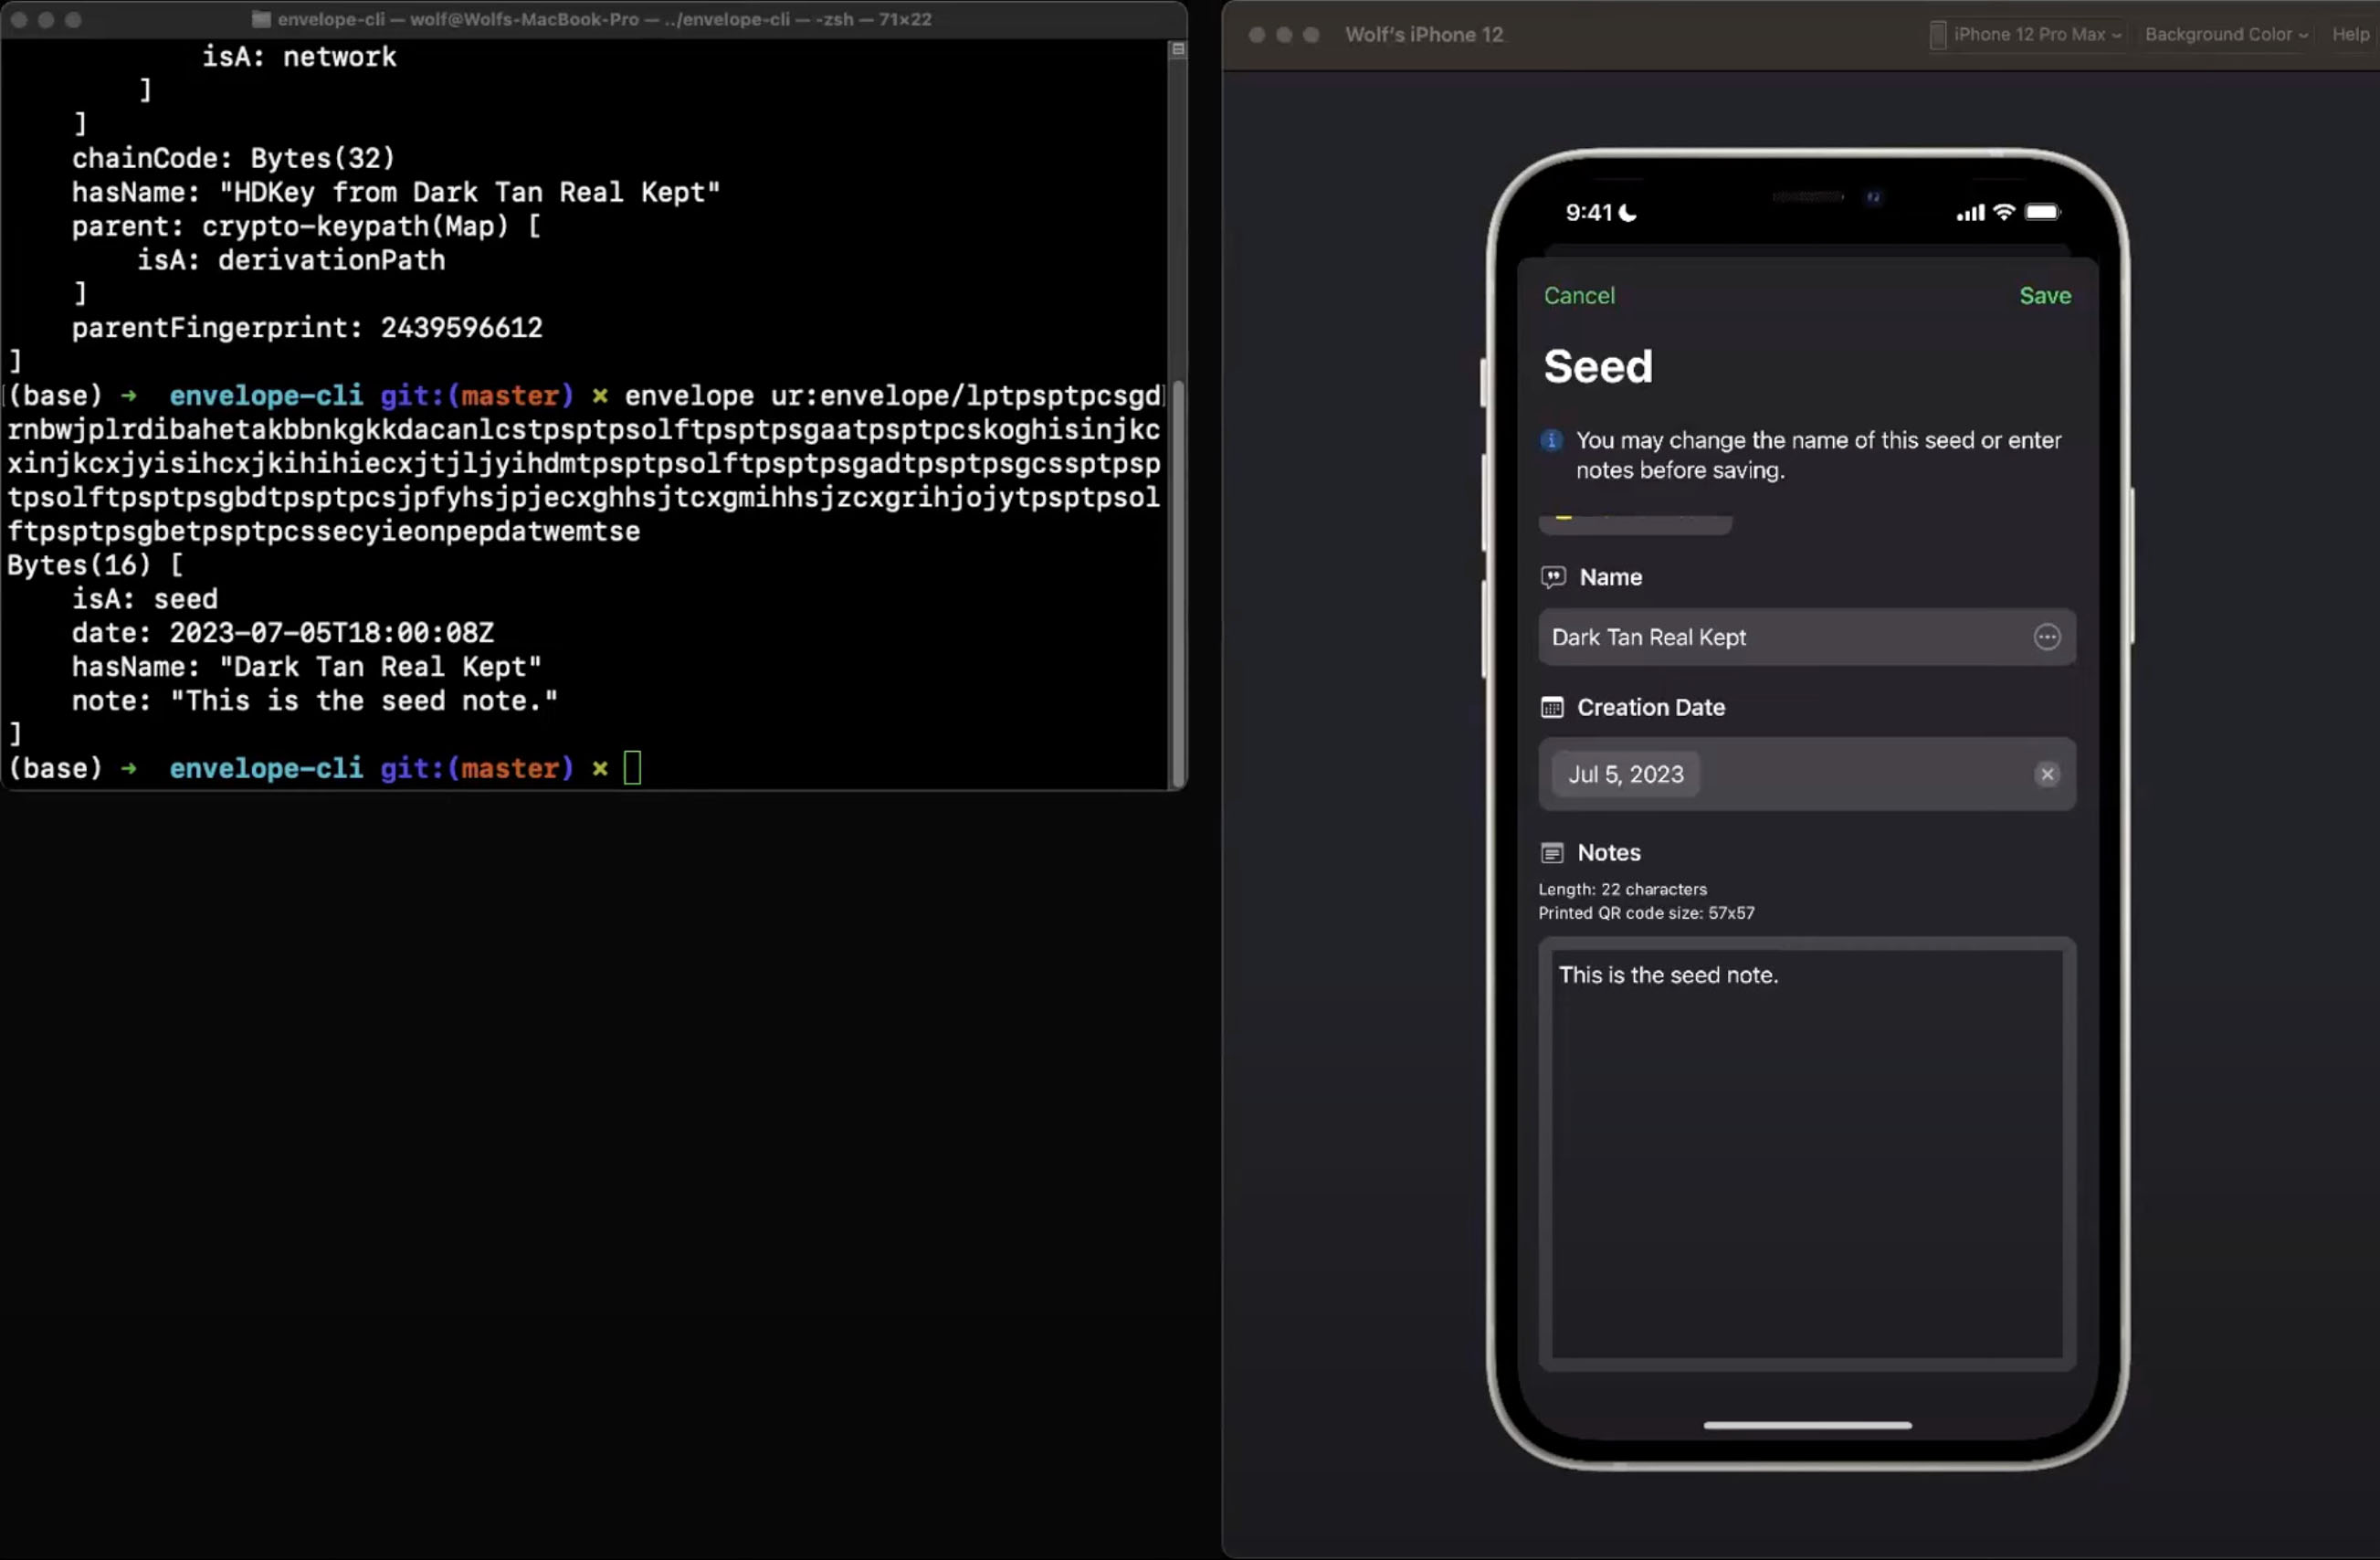 envelope-cli — wolf@Wolfs-MacBook-Pro — ../envelope-cli — -zsh — 71×22
isA: network
]
]
chainCode: Bytes(32)
hasName: "HDKey from Dark Tan Real Kept"
parent: crypto-keypath(Map) [
isA: derivationPath
]
parentFingerprint: 2439596612
]
(base) → envelope-cli git:(master) × envelope ur:envelope/lptpsptpcsgd
rnbwjplrdibahetakbbnkgkkdacanlcstpsptpsolftpsptpsgaatpsptpcskoghisinjkc
xinjkcxjyisihcxjkihihiecxjtjljyihdmtpsptpsolftpsptpsgadtpsptpsgcssptpsp
tpsolftpsptpsgbdtpsptpcsjpfyhsjpjecxghhsjtcxgmihhsjzcxgrihjojytpsptpsol
ftpsptpsgbetpsptpcssecyieonpepdatwemtse
Bytes(16) [
isA: seed
date: 2023-07-05T18:00:08Z
hasName: "Dark Tan Real Kept"
note: "This is the seed note."
]
(base) → envelope-cli git:(master) ×
Wolf's iPhone 12
iPhone 12 Pro Max
Background Color
Help
9:41
Cancel
Save
Seed
You may change the name of this seed or enter
notes before saving.
Name
Dark Tan Real Kept
Creation Date
Jul 5, 2023
Notes
Length: 22 characters
Printed QR code size: 57x57
This is the seed note.